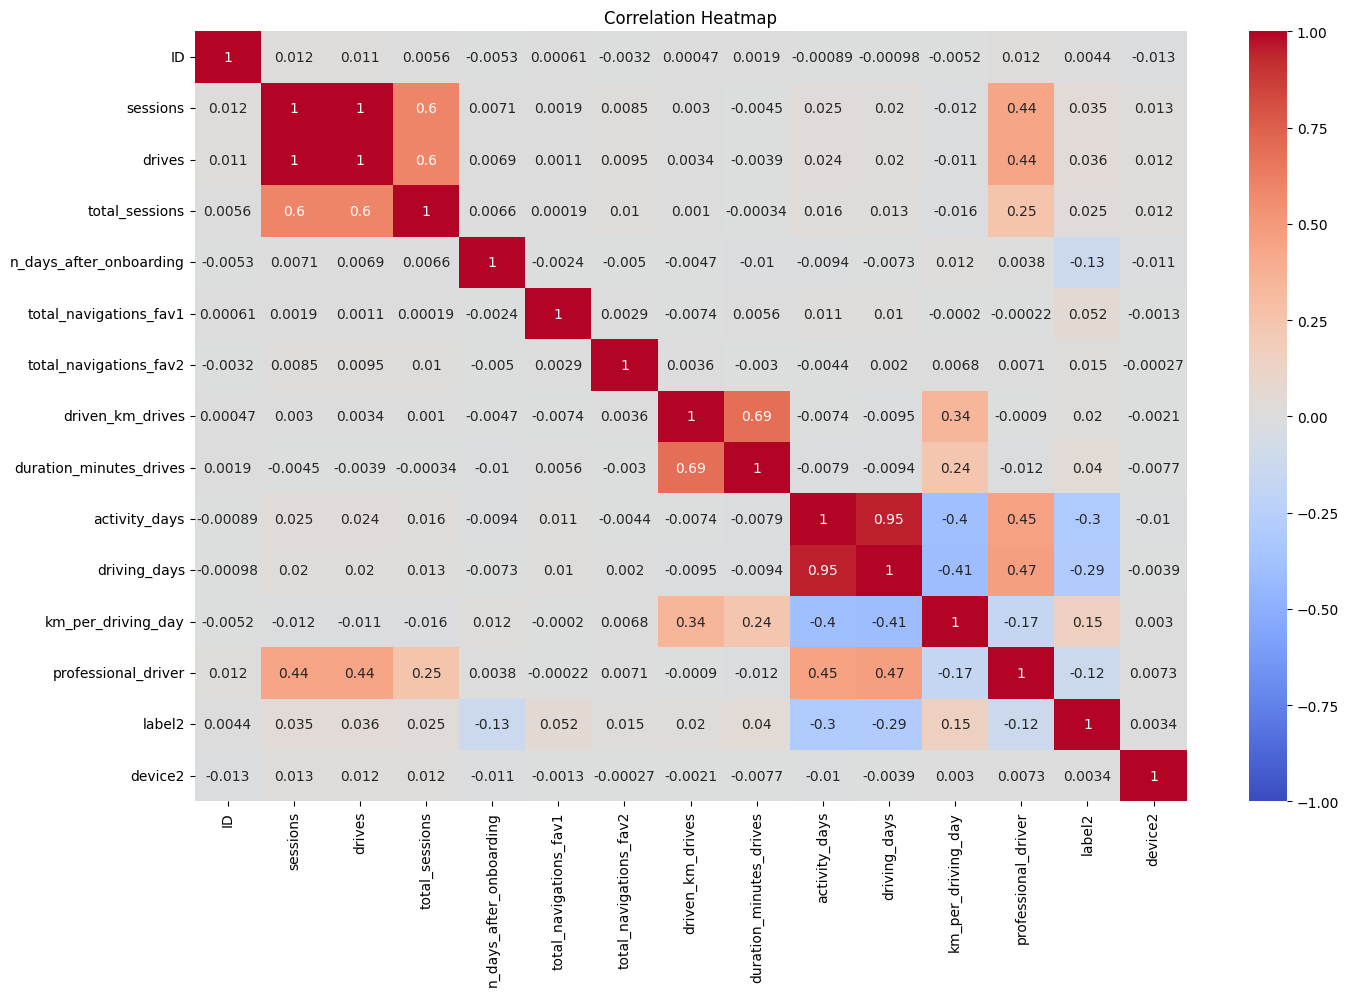 Correlation Heatmap
ID 1 0.012 0.011 0.0056 -0.0053 0.00061 -0.0032 0.00047 0.0019 -0.00089 -0.00098 -0.0052 0.012 0.0044 -0.013
sessions 0.012 1 1 0.6 0.0071 0.0019 0.0085 0.003 -0.0045 0.025 0.02 -0.012 0.44 0.035 0.013
drives 0.011 1 1 0.6 0.0069 0.0011 0.0095 0.0034 -0.0039 0.024 0.02 -0.011 0.44 0.036 0.012
total_sessions 0.0056 0.6 0.6 1 0.0066 0.00019 0.01 0.001 -0.00034 0.016 0.013 -0.016 0.25 0.025 0.012
n_days_after_onboarding -0.0053 0.0071 0.0069 0.0066 1 -0.0024 -0.005 -0.0047 -0.01 -0.0094 -0.0073 0.012 0.0038 -0.13 -0.011
total_navigations_fav1 0.00061 0.0019 0.0011 0.00019 -0.0024 1 0.0029 -0.0074 0.0056 0.011 0.01 -0.0002 -0.00022 0.052 -0.0013
total_navigations_fav2 -0.0032 0.0085 0.0095 0.01 -0.005 0.0029 1 0.0036 -0.003 -0.0044 0.002 0.0068 0.0071 0.015 -0.00027
driven_km_drives 0.00047 0.003 0.0034 0.001 -0.0047 -0.0074 0.0036 1 0.69 -0.0074 -0.0095 0.34 -0.0009 0.02 -0.0021
duration_minutes_drives 0.0019 -0.0045 -0.0039 -0.00034 -0.01 0.0056 -0.003 0.69 1 -0.0079 -0.0094 0.24 -0.012 0.04 -0.0077
activity_days -0.00089 0.025 0.024 0.016 -0.0094 0.011 -0.0044 -0.0074 -0.0079 1 0.95 -0.4 0.45 -0.3 -0.01
driving_days -0.00098 0.02 0.02 0.013 -0.0073 0.01 0.002 -0.0095 -0.0094 0.95 1 -0.41 0.47 -0.29 -0.0039
km_per_driving_day -0.0052 -0.012 -0.011 -0.016 0.012 -0.0002 0.0068 0.34 0.24 -0.4 -0.41 1 -0.17 0.15 0.003
professional_driver 0.012 0.44 0.44 0.25 0.0038 -0.00022 0.0071 -0.0009 -0.012 0.45 0.47 -0.17 1 -0.12 0.0073
label2 0.0044 0.035 0.036 0.025 -0.13 0.052 0.015 0.02 0.04 -0.3 -0.29 0.15 -0.12 1 0.0034
device2 -0.013 0.013 0.012 0.012 -0.011 -0.0013 -0.00027 -0.0021 -0.0077 -0.01 -0.0039 0.003 0.0073 0.0034 1
ID
sessions
drives
total_sessions
n_days_after_onboarding
total_navigations_fav1
total_navigations_fav2
driven_km_drives
duration_minutes_drives
activity_days
driving_days
km_per_driving_day
professional_driver
label2
device2
1.00
0.75
0.50
0.25
0.00
−0.25
−0.50
−0.75
−1.00